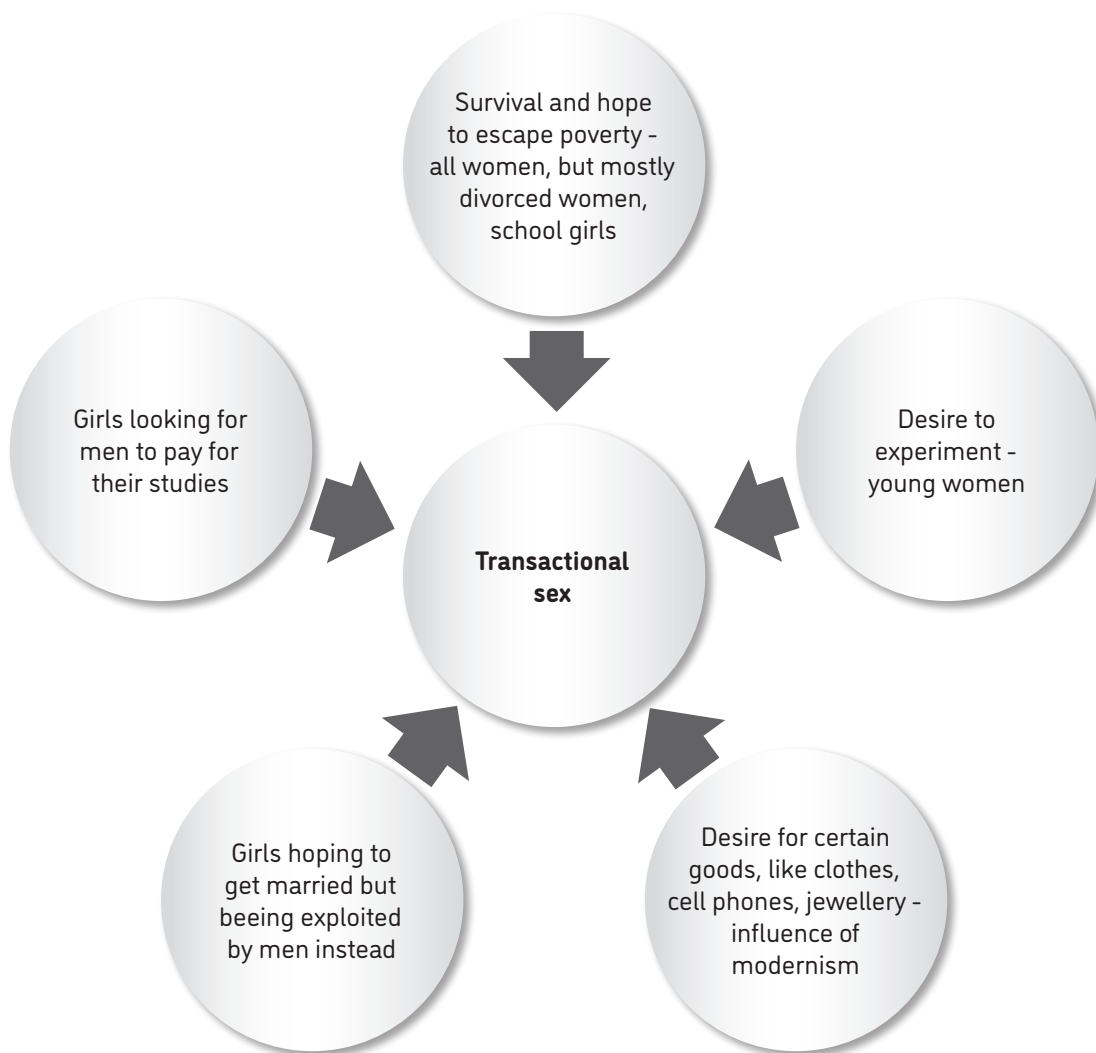 Survival and hope
to escape poverty -
all women, but mostly
divorced women,
school girls
Girls looking for
men to pay for
their studies
Desire to
experiment -
young women
Transactional
sex
Girls hoping to
get married but
beeing exploited
by men instead
Desire for certain
goods, like clothes,
cell phones, jewellery -
influence of
modernism